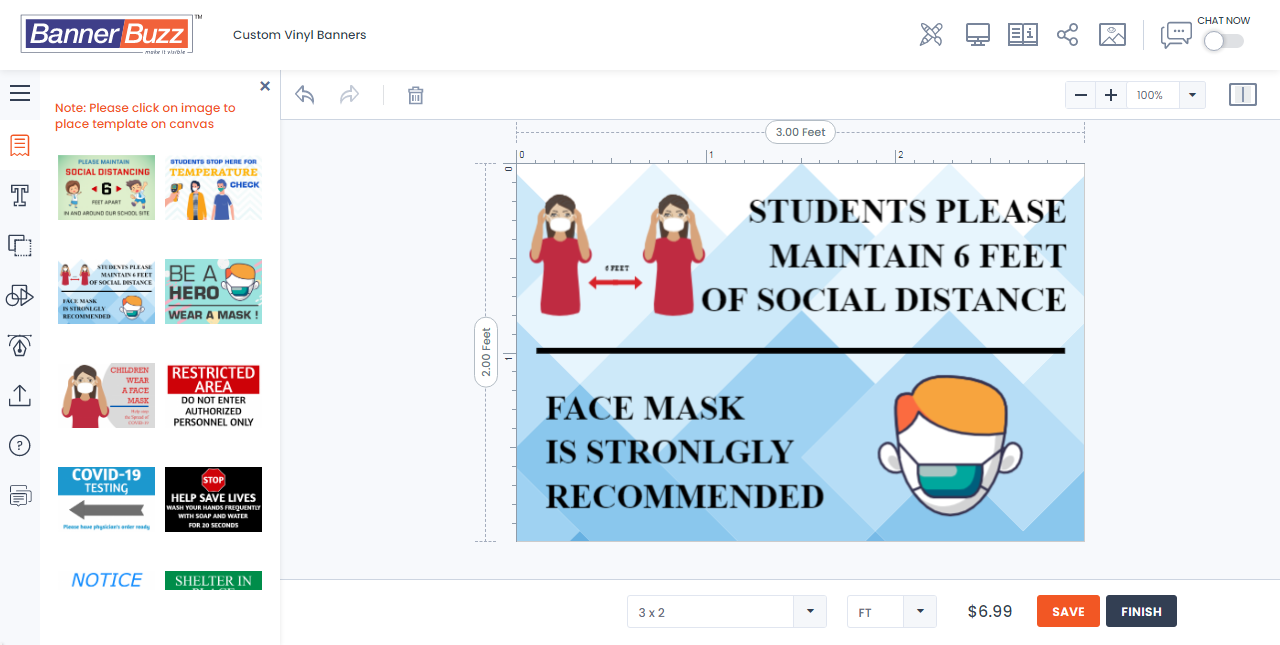 BannerBuzz
TM
make it visible
Custom Vinyl Banners
CHAT NOW
Note: Please click on image to
place template on canvas
PLEASE MAINTAIN
SOCIAL DISTANCING
6
FEET APART
IN AND AROUND OUR SCHOOL SITE
STUDENTS STOP HERE FOR
TEMPERATURE
CHECK
STUDENTS PLEASE
MAINTAIN 6 FEET
OF SOCIAL DISTANCE
FACE MASK
IS STRONLGLY
RECOMMENDED
BE A
HERO
WEAR A MASK !
CHILDREN
WEAR
A FACE
MASK
RESTRICTED
AREA
DO NOT ENTER
AUTHORIZED
PERSONNEL ONLY
COVID-19
TESTING
Please have physician's order ready
STOP
HELP SAVE LIVES
WASH YOUR HANDS FREQUENTLY
WITH SOAP AND WATER
FOR 20 SECONDS
NOTICE
SHELTER IN
PLACE
100%
3.00 Feet
0
1
2
0
1
2.00 Feet
6 FEET
STUDENTS PLEASE
MAINTAIN 6 FEET
OF SOCIAL DISTANCE
FACE MASK
IS STRONLGLY
RECOMMENDED
3 x 2
FT
$6.99
SAVE
FINISH